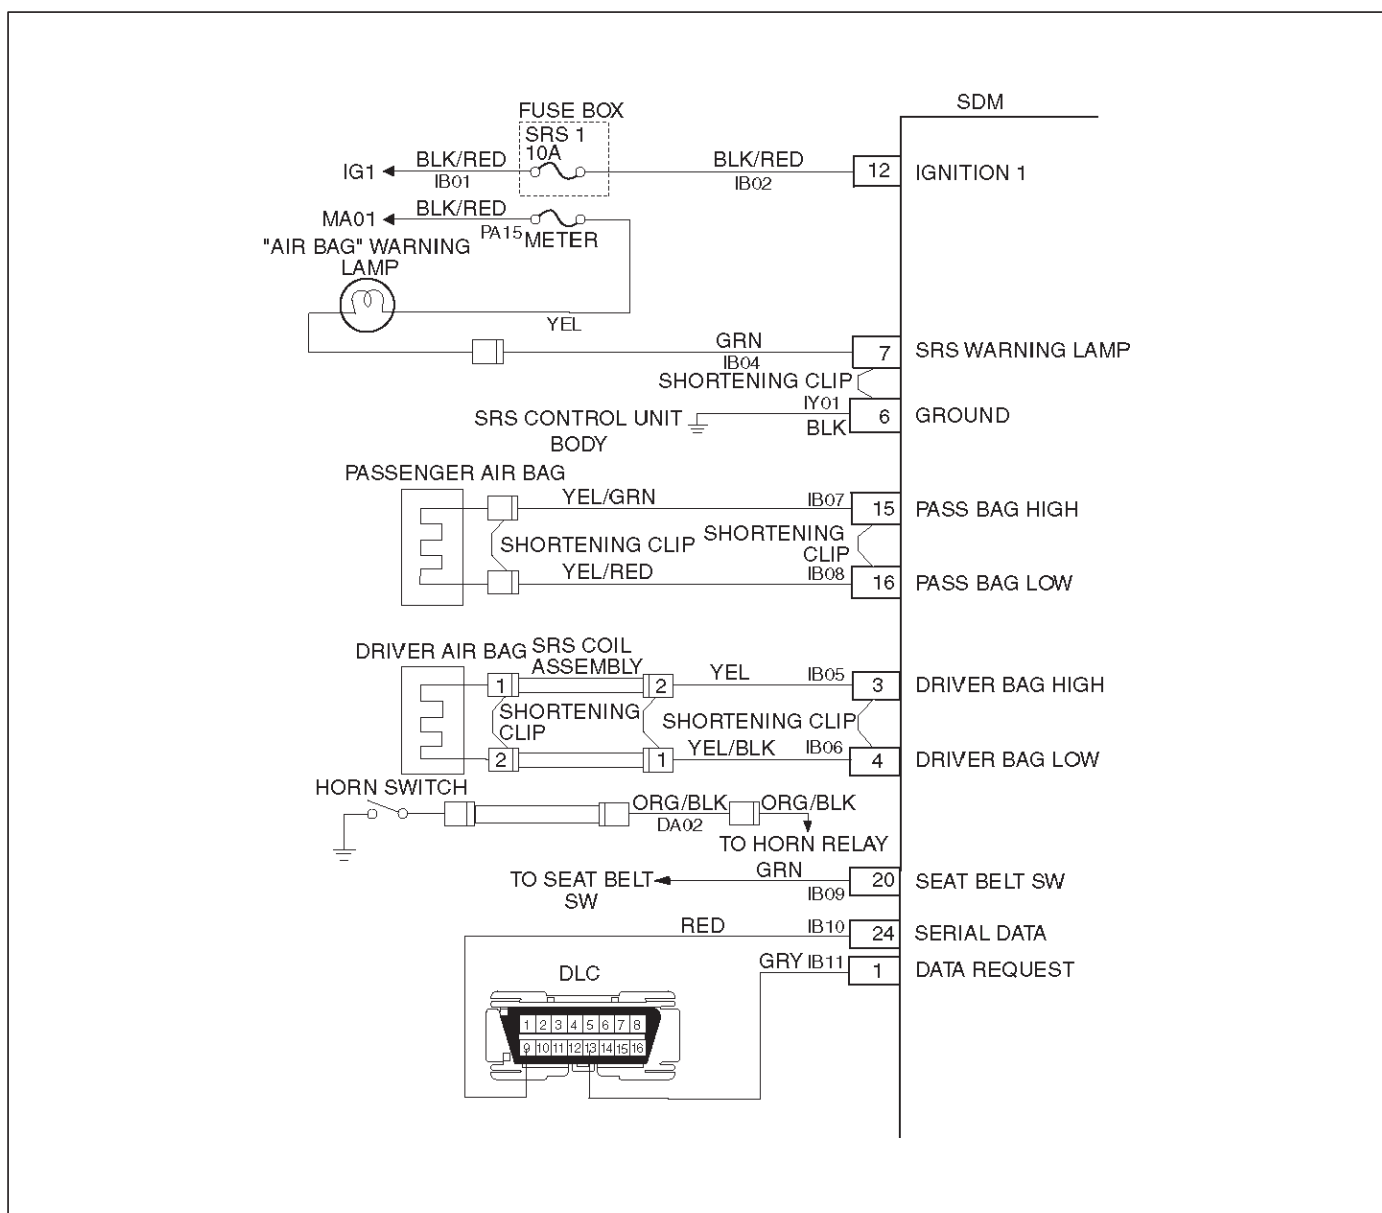 SDM
FUSE BOX
SRS 1
10A
IG1
BLK/RED
IB01
BLK/RED
IB02
12
IGNITION 1
MA01
BLK/RED
PA15
METER
"AIR BAG" WARNING
LAMP
YEL
GRN
IB04
7
SRS WARNING LAMP
SHORTENING CLIP
IY01
BLK
6
GROUND
SRS CONTROL UNIT
BODY
PASSENGER AIR BAG
YEL/GRN
IB07
15
PASS BAG HIGH
SHORTENING CLIP
SHORTENING
CLIP
YEL/RED
IB08
16
PASS BAG LOW
DRIVER AIR BAG
SRS COIL
ASSEMBLY
1
2
YEL
IB05
3
DRIVER BAG HIGH
SHORTENING
CLIP
SHORTENING CLIP
2
1
YEL/BLK
IB06
4
DRIVER BAG LOW
HORN SWITCH
ORG/BLK
DA02
ORG/BLK
TO HORN RELAY
TO SEAT BELT
SW
GRN
IB09
20
SEAT BELT SW
RED
IB10
24
SERIAL DATA
GRY IB11
1
DATA REQUEST
DLC
1 2 3 4 5 6 7 8
9 10 11 12 13 14 15 16